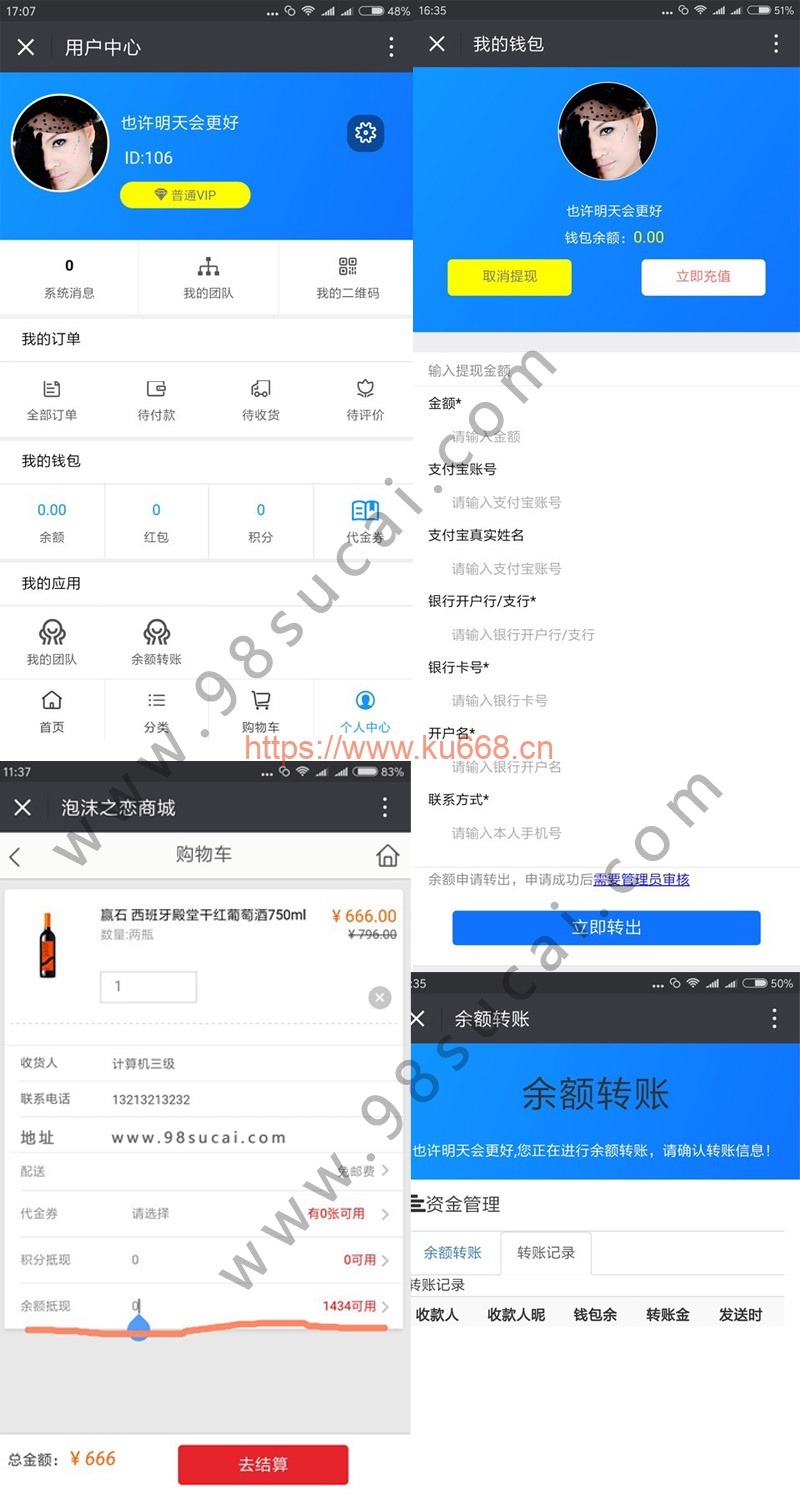 17:07
48%
用户中心
也许明天会更好
ID:106
普通VIP
0
系统消息
我的团队
我的二维码
我的订单
全部订单
待付款
待收货
待评价
我的钱包
0.00
0
0
余额
红包
积分
代金券
我的应用
我的团队
余额转账
首页
分类
购物车
个人中心
16:35
51%
我的钱包
也许明天会更好
钱包余额：0.00
取消提现
立即充值
输入提现金额
金额*
请输入金额
支付宝账号
请输入支付宝账号
支付宝真实姓名
请输入支付宝账号
银行开户行/支行*
请输入银行开户行/支行
银行卡号*
请输入银行卡号
开户名*
请输入银行开户名
联系方式*
请输入本人手机号
余额申请转出，申请成功后需要管理员审核
立即转出
https://www.ku668.cn
www.98sucai.com
11:37
83%
泡沫之恋商城
购物车
赢石 西班牙殿堂干红葡萄酒750ml
¥ 666.00
数量:两瓶
¥ 796.00
1
收货人
计算机三级
联系电话
13213213232
地址
www.98sucai.com
配送
免邮费
代金券
请选择
有0张可用
积分抵现
0
0可用
余额抵现
0
1434可用
总金额：¥ 666
去结算
www.98sucai.com
:35
50%
余额转账
余额转账
也许明天会更好,您正在进行余额转账，请确认转账信息！
资金管理
余额转账
转账记录
转账记录
收款人
收款人昵
钱包余
转账金
发送时